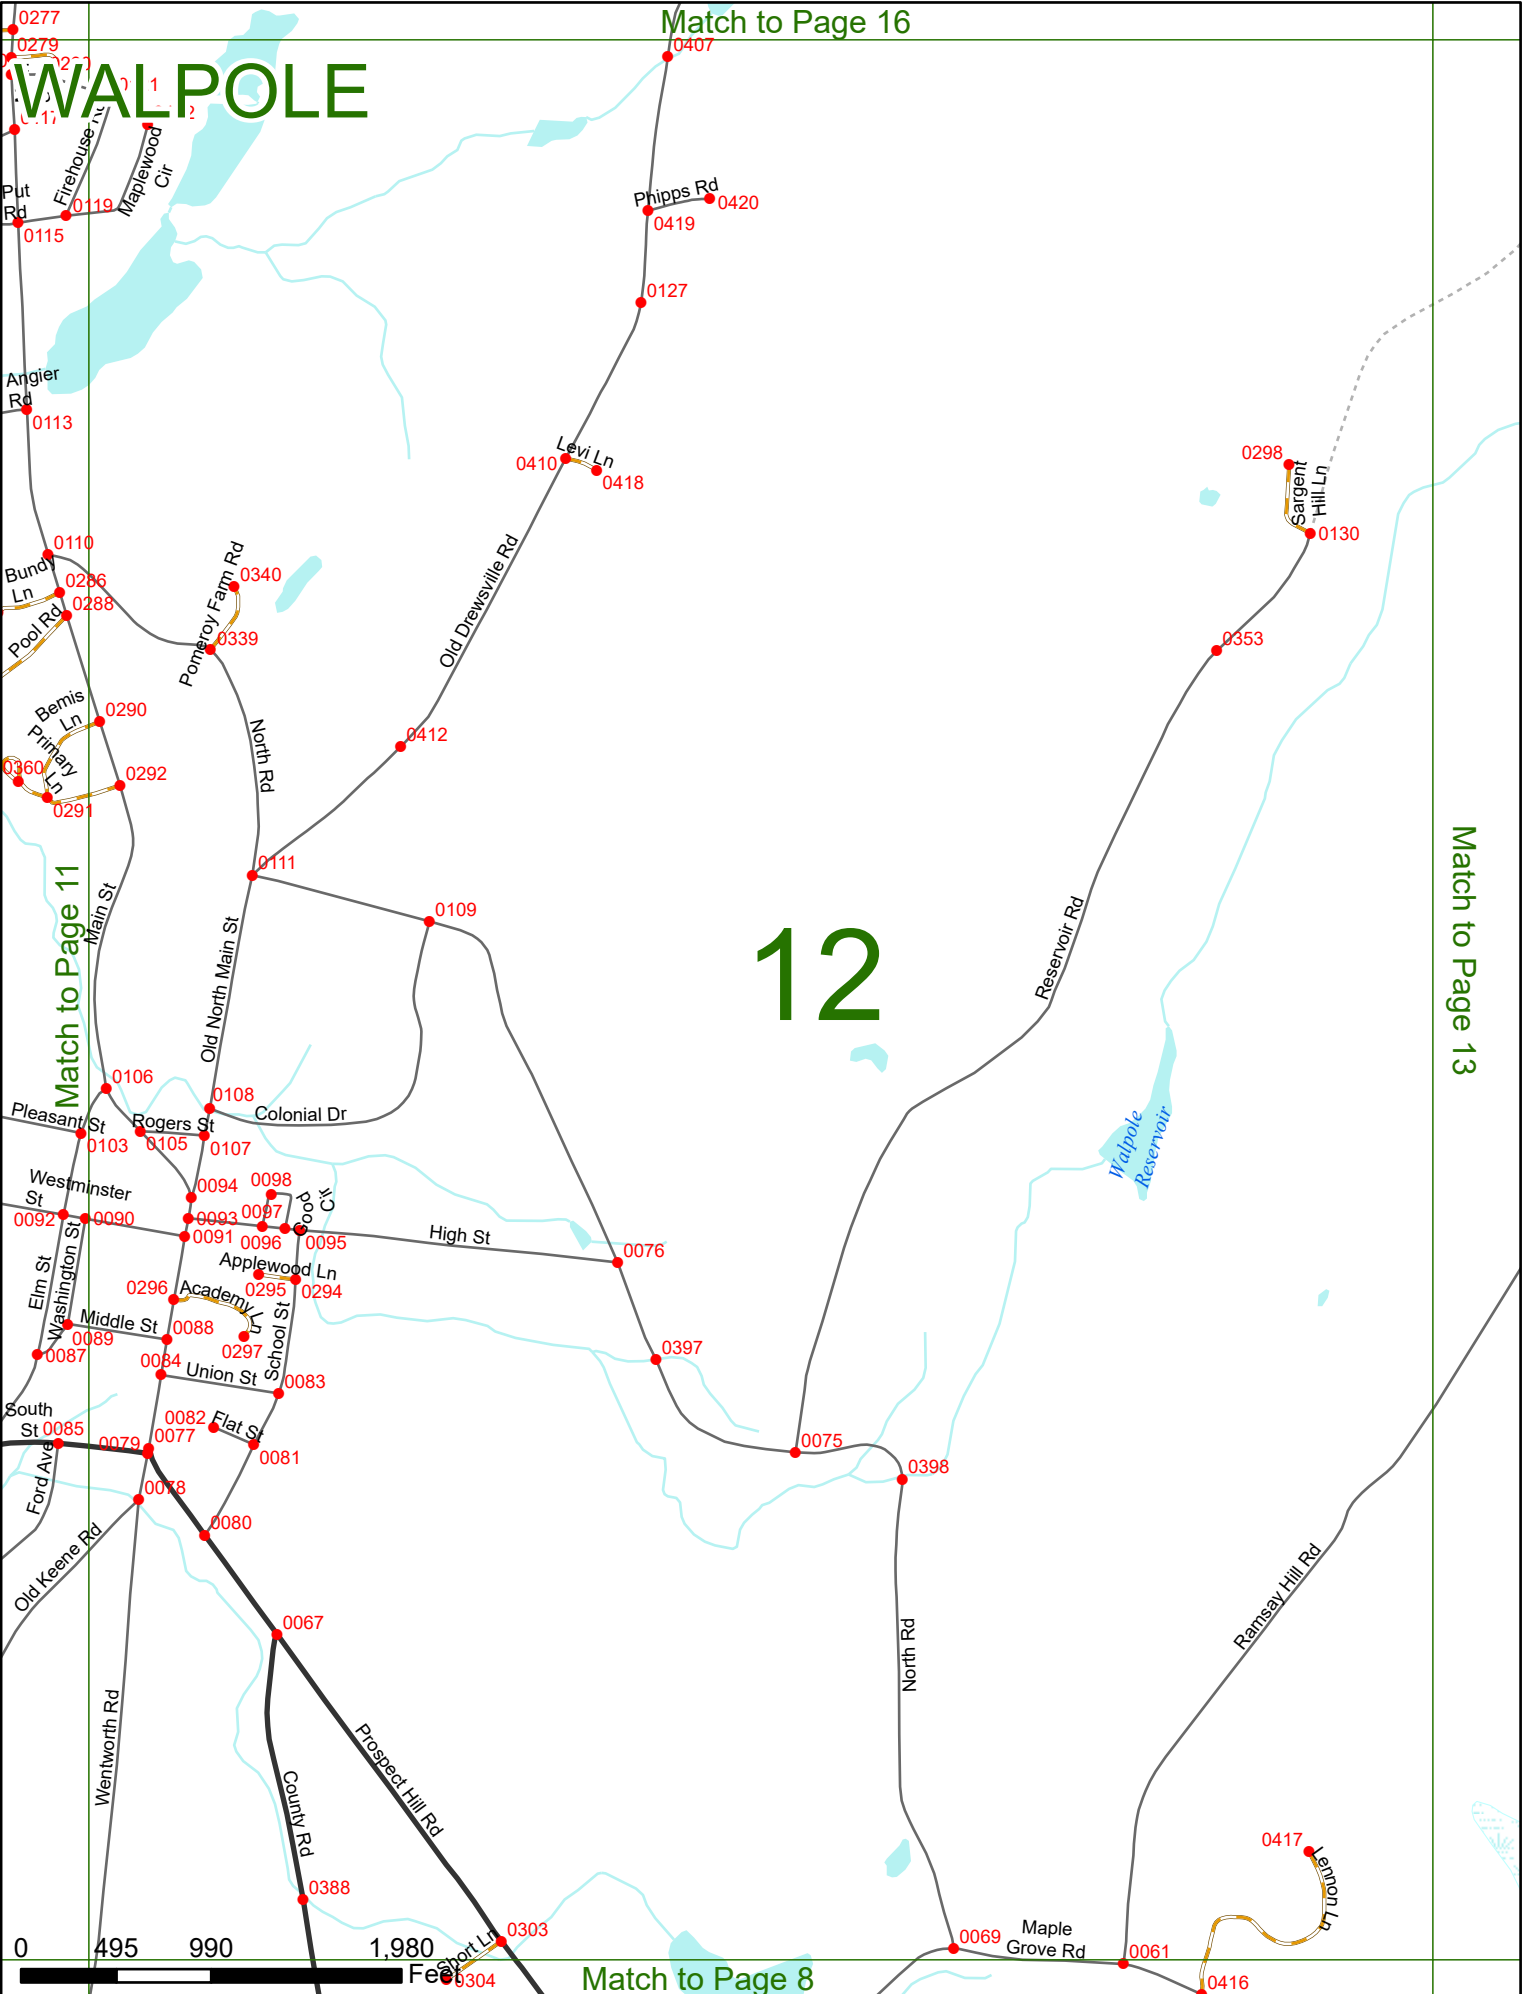 Match to Page 16
0277
0279
0407
WALPOLE
Firehouse
Maplewood
Cir
Put
Rd
0119
0115
Phipps Rd
0420
0419
0127
Angier
Rd
0113
Levi Ln
0410
0418
0298
Sargent
Hill Ln
0130
0110
Bundy
Ln
0286
0288
Pool Rd
Pomeroy Farm Rd
0340
0339
Old Drewsville Rd
0353
Bemis
Ln
0290
Primary
Ln
0360
0291
0292
North Rd
0412
0111
0109
Match to Page 11
Main St
Old North Main St
12
Reservoir Rd
Match to Page 13
0106
0108
Colonial Dr
Pleasant St
0103
Rogers St
0105
0107
Walpole
Reservoir
Westminster
St
0092
0090
0094
0093
0091
0098
0097
0096
Good
Cir
0095
High St
0076
Applewood Ln
0295
0294
Elm St
Washington St
0296
Academy Ln
0297
School St
Middle St
0089
0088
0087
0084
Union St
0083
0397
South
St
0085
0082
Flat St
0081
0079
0077
0075
0398
Ford Ave
0078
0080
Old Keene Rd
0067
North Rd
Ramsay Hill Rd
Wentworth Rd
County Rd
Prospect Hill Rd
0388
0417
Lennon Ln
0303
Short Ln
0304
0069
Maple
Grove Rd
0061
0416
0 495 990 1,980
Feet
Match to Page 8